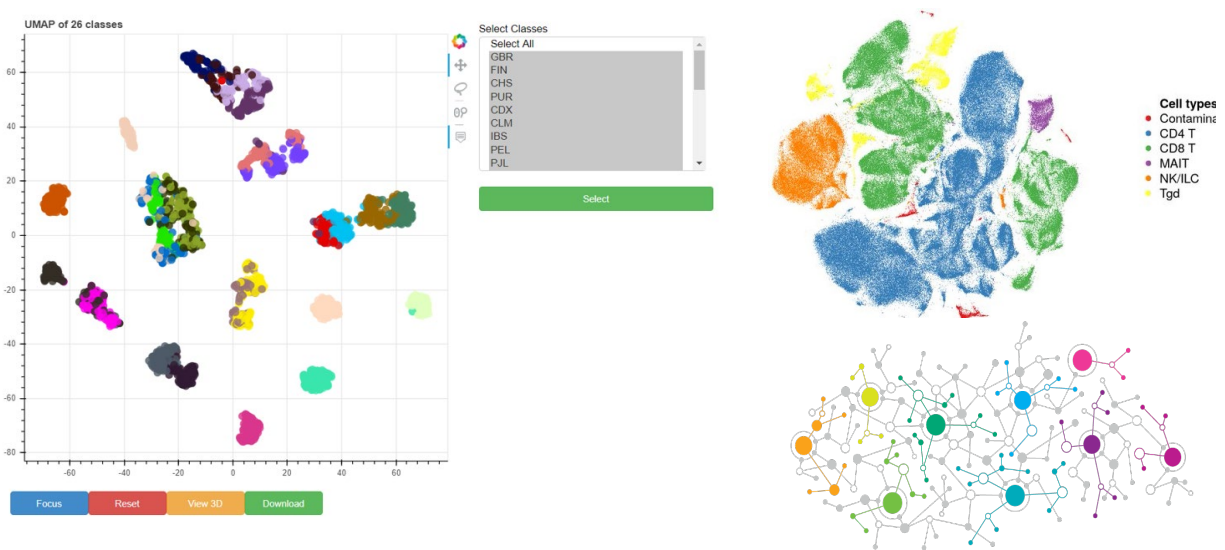 UMAP of 26 classes
60
40
20
0
-20
-40
-60
-80
-60
-40
-20
0
20
40
60
Focus
Reset
View 3D
Download
Select Classes
Select All
GBR
FIN
CHS
PUR
CDX
CLM
IBS
PEL
PJL
Select
Cell types
Contamina
CD4 T
CD8 T
MAIT
NK/ILC
Tgd